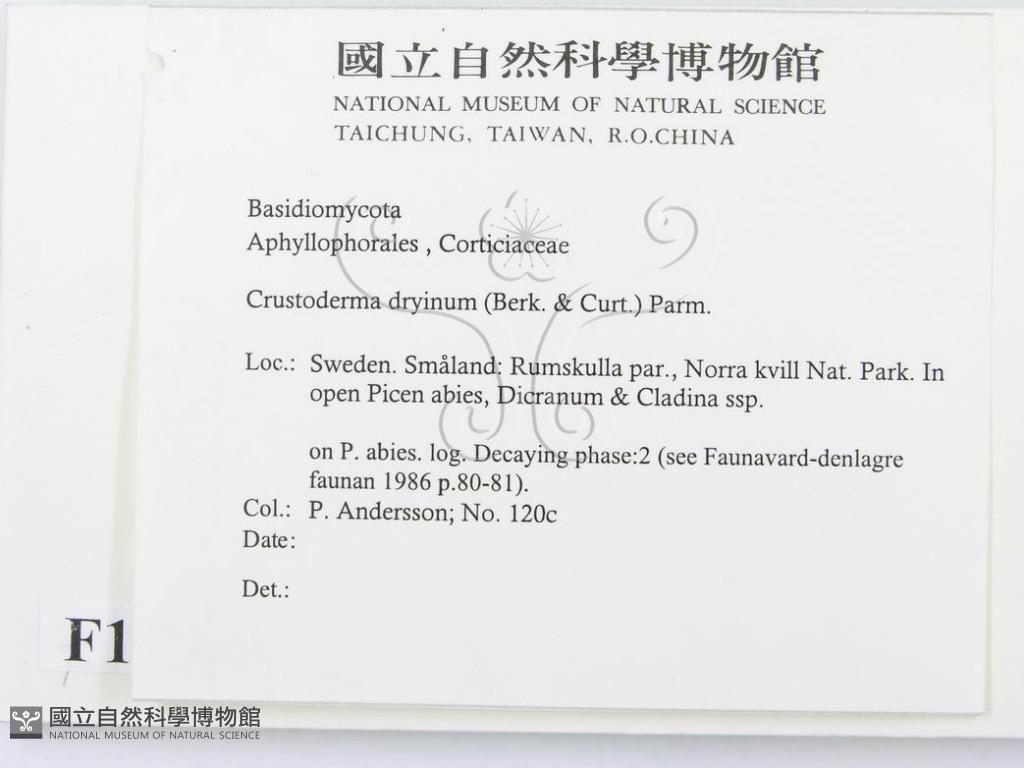 國立自然科學博物館
NATIONAL MUSEUM OF NATURAL SCIENCE
TAICHUNG, TAIWAN, R.O.CHINA
Basidiomycota
Aphyllophorales , Corticiaceae
Crustoderma dryinum (Berk. & Curt.) Parm.
Loc.: Sweden. Småland: Rumskulla par., Norra kvill Nat. Park. In
open Picen abies, Dicranum & Cladina ssp.
on P. abies. log. Decaying phase:2 (see Faunavard-denlagre
faunan 1986 p.80-81).
Col.: P. Andersson; No. 120c
Date:
Det.:
F1
國立自然科學博物館
NATIONAL MUSEUM OF NATURAL SCIENCE